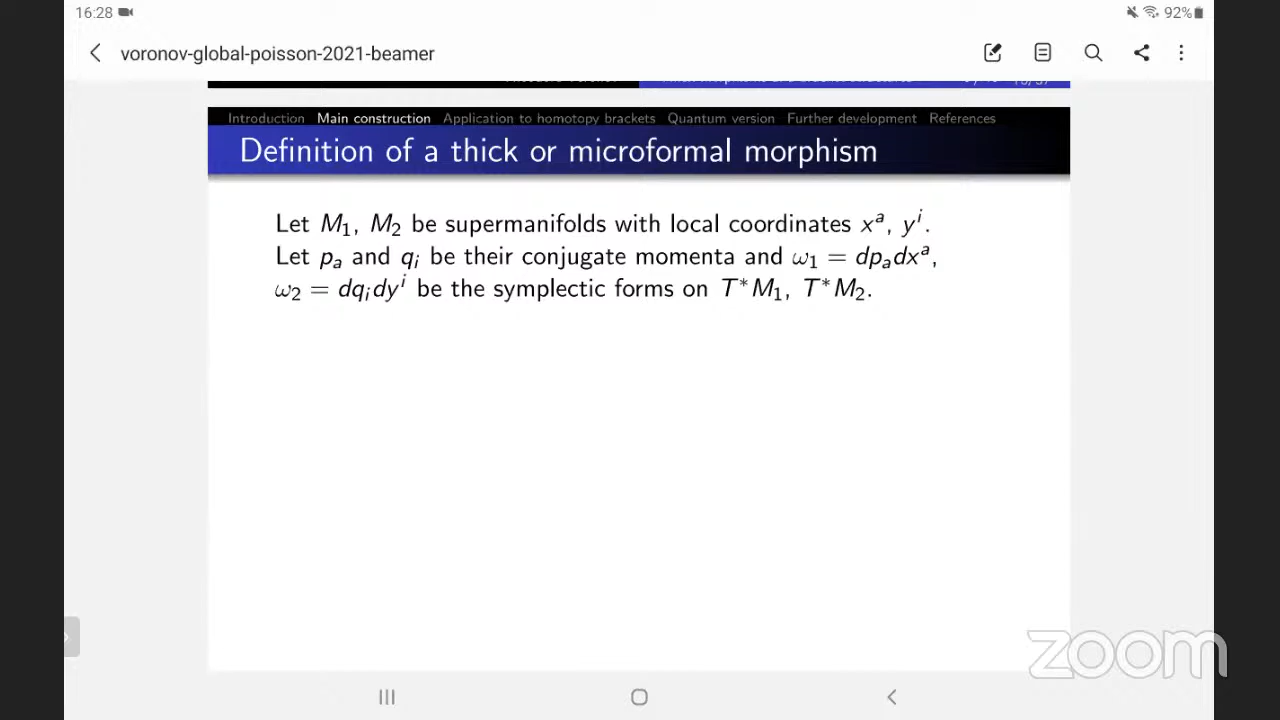 16:28
92%
voronov-global-poisson-2021-beamer
Introduction Main construction Application to homotopy brackets Quantum version Further development References
Definition of a thick or microformal morphism
Let M₁, M₂ be supermanifolds with local coordinates xᵃ, yⁱ.
Let pₐ and qᵢ be their conjugate momenta and ω₁ = dpₐdxᵃ,
ω₂ = dqᵢdyⁱ be the symplectic forms on T*M₁, T*M₂.
zoom